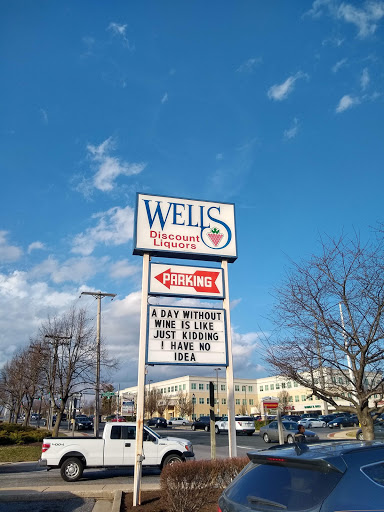 WELLS
Discount
Liquors
PARKING
A DAY WITHOUT
WINE IS LIKE
JUST KIDDING
I HAVE NO
IDEA